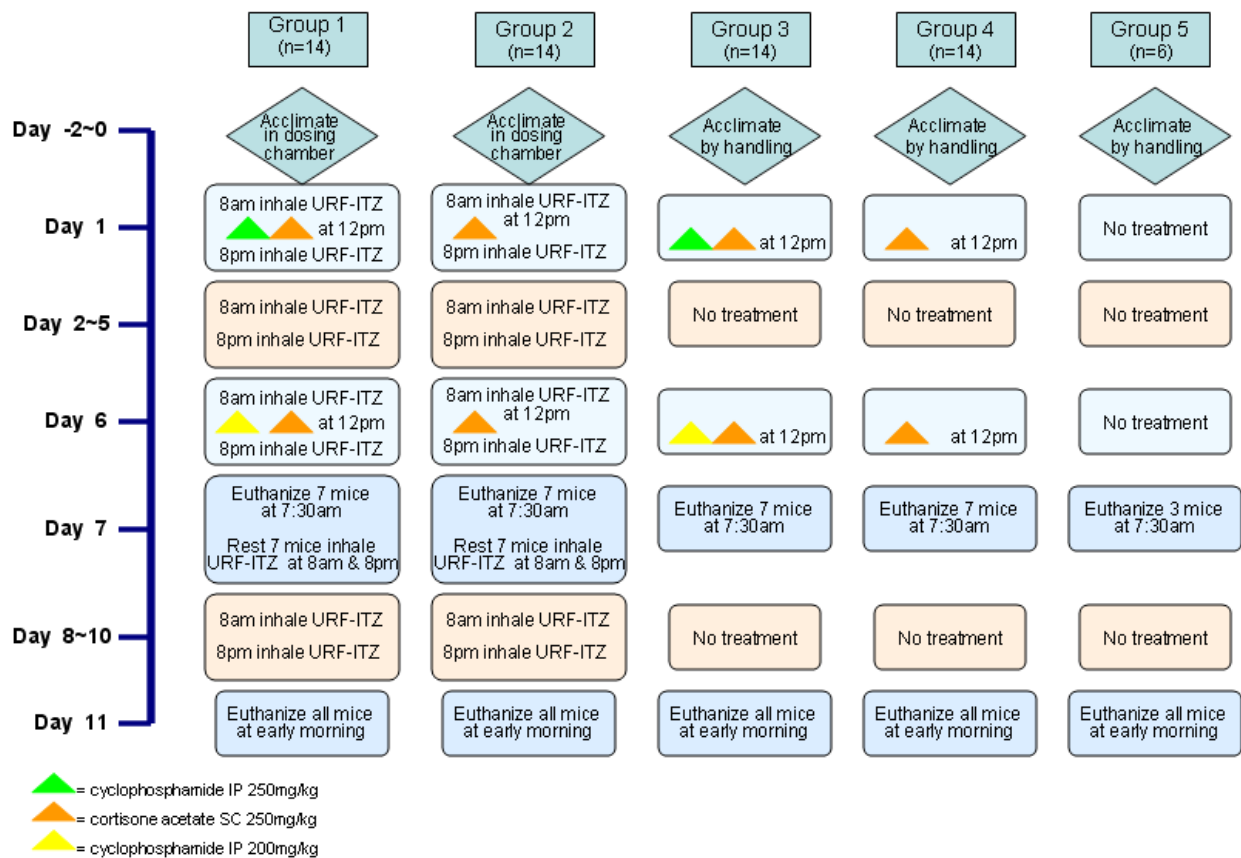 Group 1
(n=14)
Group 2
(n=14)
Group 3
(n=14)
Group 4
(n=14)
Group 5
(n=6)
Day -2~0
Acclimate
in dosing
chamber
Acclimate
in dosing
chamber
Acclimate
by handling
Acclimate
by handling
Acclimate
by handling
Day 1
8am inhale URF-ITZ
at 12pm
8pm inhale URF-ITZ
8am inhale URF-ITZ
at 12pm
8pm inhale URF-ITZ
at 12pm
at 12pm
No treatment
Day 2~5
8am inhale URF-ITZ
8pm inhale URF-ITZ
8am inhale URF-ITZ
8pm inhale URF-ITZ
No treatment
No treatment
No treatment
Day 6
8am inhale URF-ITZ
at 12pm
8pm inhale URF-ITZ
8am inhale URF-ITZ
at 12pm
8pm inhale URF-ITZ
at 12pm
at 12pm
No treatment
Day 7
Euthanize 7 mice
at 7:30am
Rest 7 mice inhale
URF-ITZ at 8am & 8pm
Euthanize 7 mice
at 7:30am
Rest 7 mice inhale
URF-ITZ at 8am & 8pm
Euthanize 7 mice
at 7:30am
Euthanize 7 mice
at 7:30am
Euthanize 3 mice
at 7:30am
Day 8~10
8am inhale URF-ITZ
8pm inhale URF-ITZ
8am inhale URF-ITZ
8pm inhale URF-ITZ
No treatment
No treatment
No treatment
Day 11
Euthanize all mice
at early morning
Euthanize all mice
at early morning
Euthanize all mice
at early morning
Euthanize all mice
at early morning
Euthanize all mice
at early morning
= cyclophosphamide IP 250mg/kg
= cortisone acetate SC 250mg/kg
= cyclophosphamide IP 200mg/kg